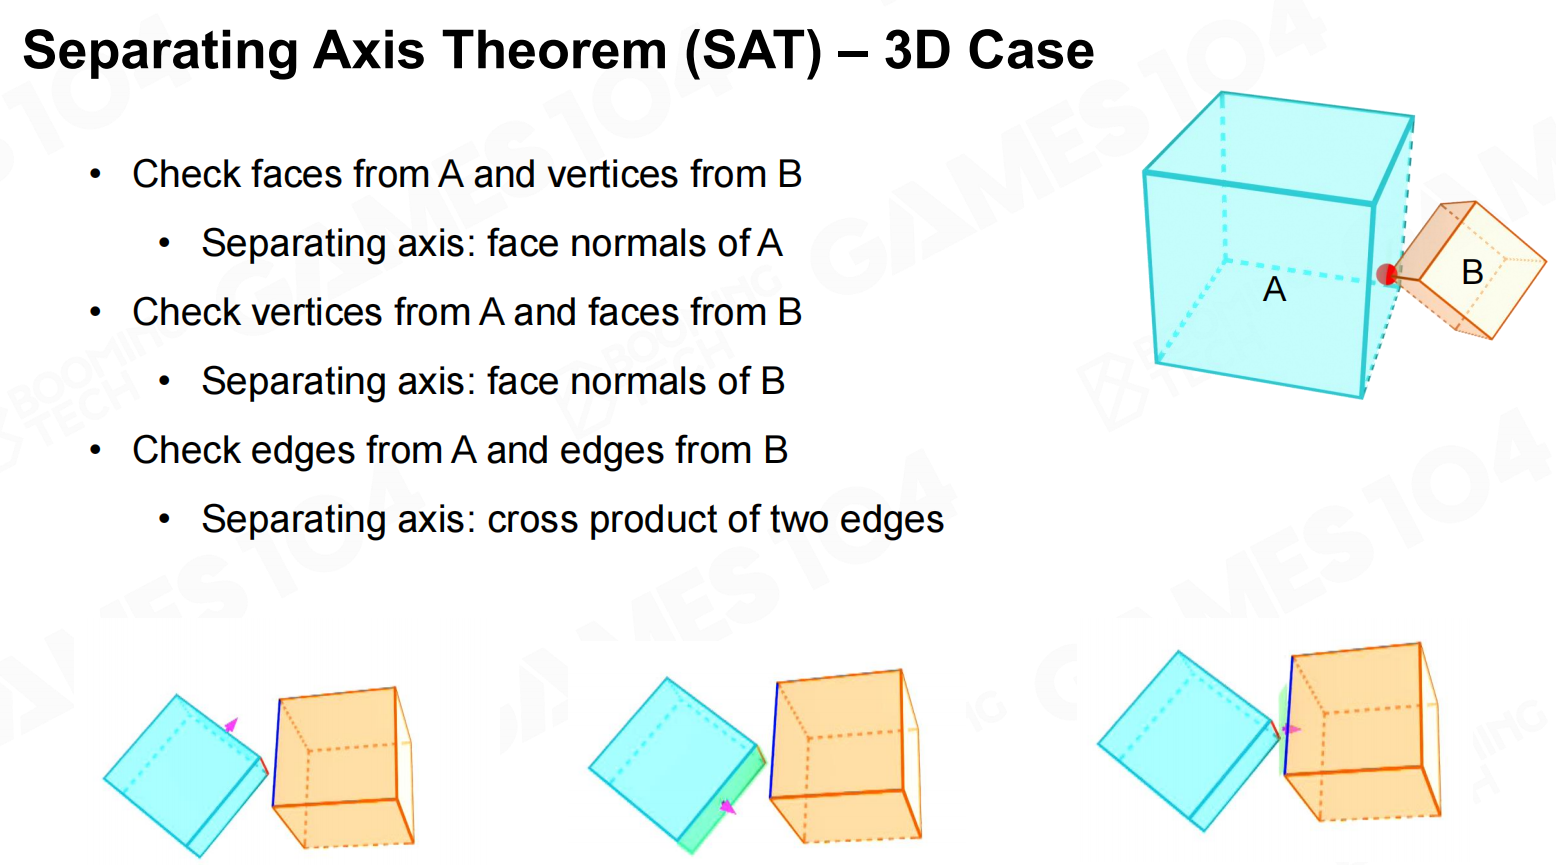 Separating Axis Theorem (SAT) – 3D Case
• Check faces from A and vertices from B
• Separating axis: face normals of A
• Check vertices from A and faces from B
• Separating axis: face normals of B
• Check edges from A and edges from B
• Separating axis: cross product of two edges
A
B
GAMES104
BOOMING
TECH